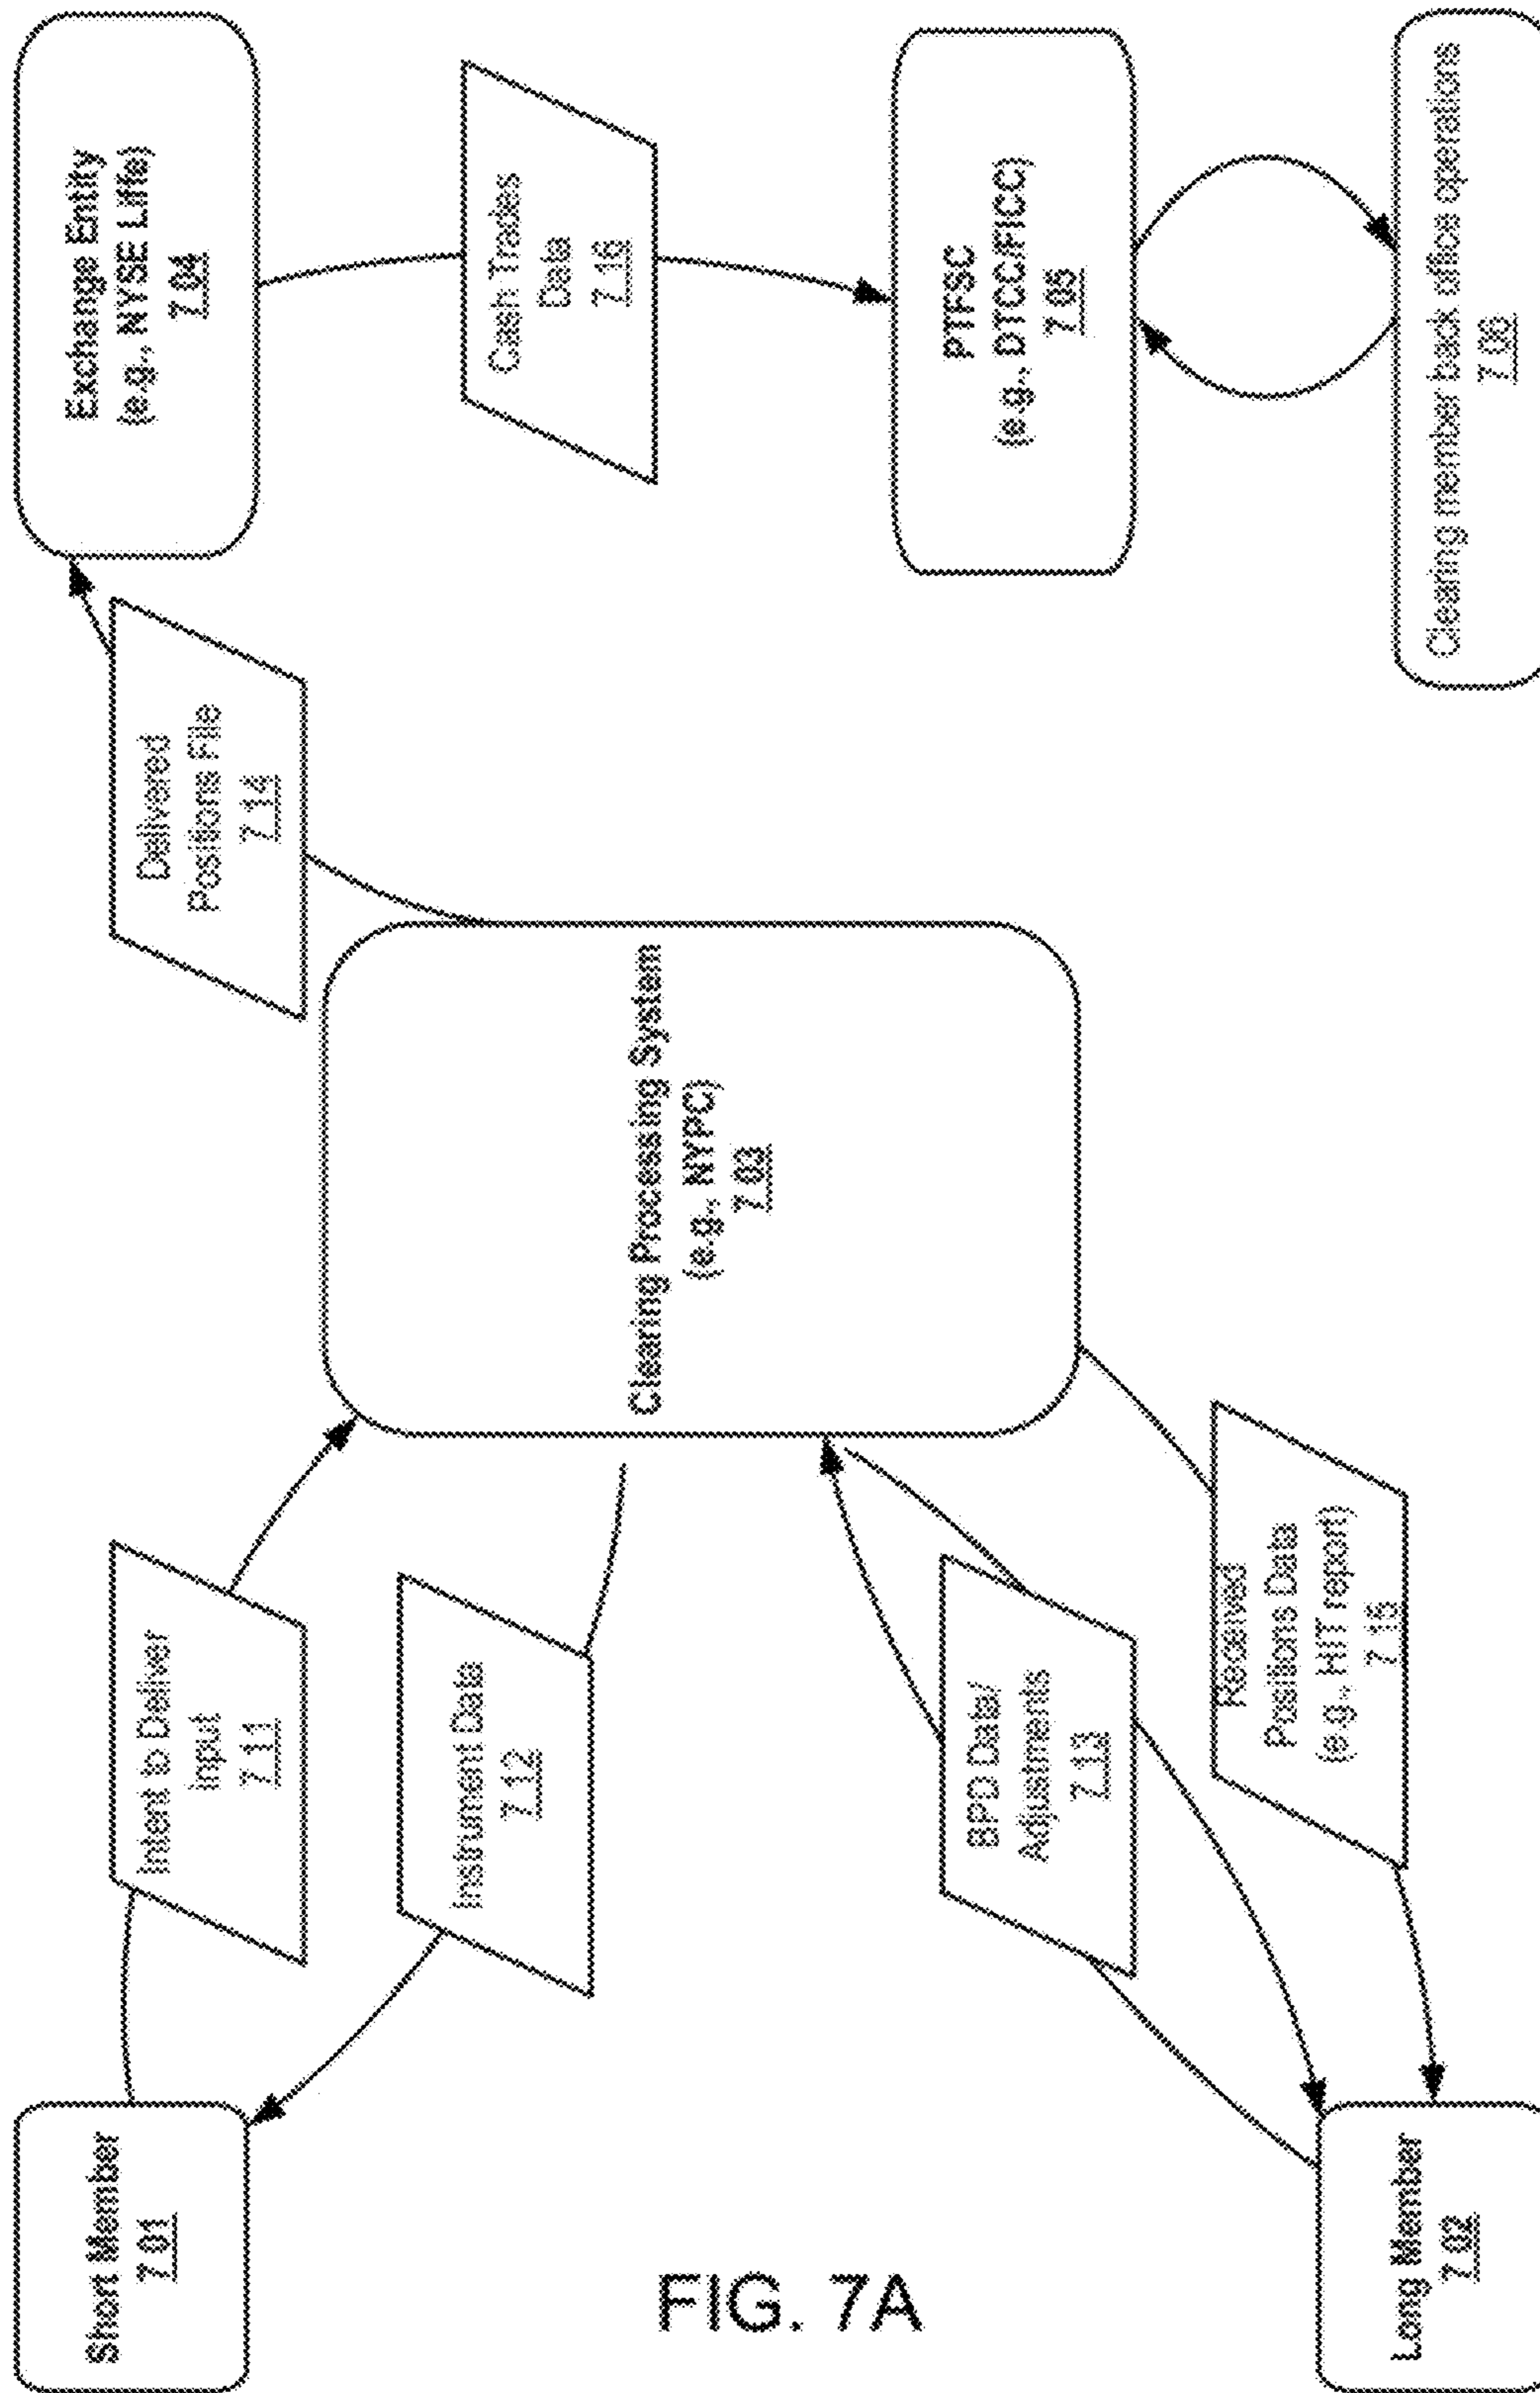 Short Member
7.01
Intent to Deliver
Input
7.11
Instrument Data
7.12
Delivered
Positions File
7.14
Exchange Entity
(e.g., NYSE Liffe)
7.04
Clearing Processing System
(e.g., NYPC)
7.03
Cash Trades
Data
7.16
BPD Data/
Adjustments
7.13
PTFSC
(e.g., DTCC/FICC)
7.05
Received
Positions Data
(e.g., HIT report)
7.15
Long Member
7.02
Clearing member back office operations
7.06
FIG. 7A